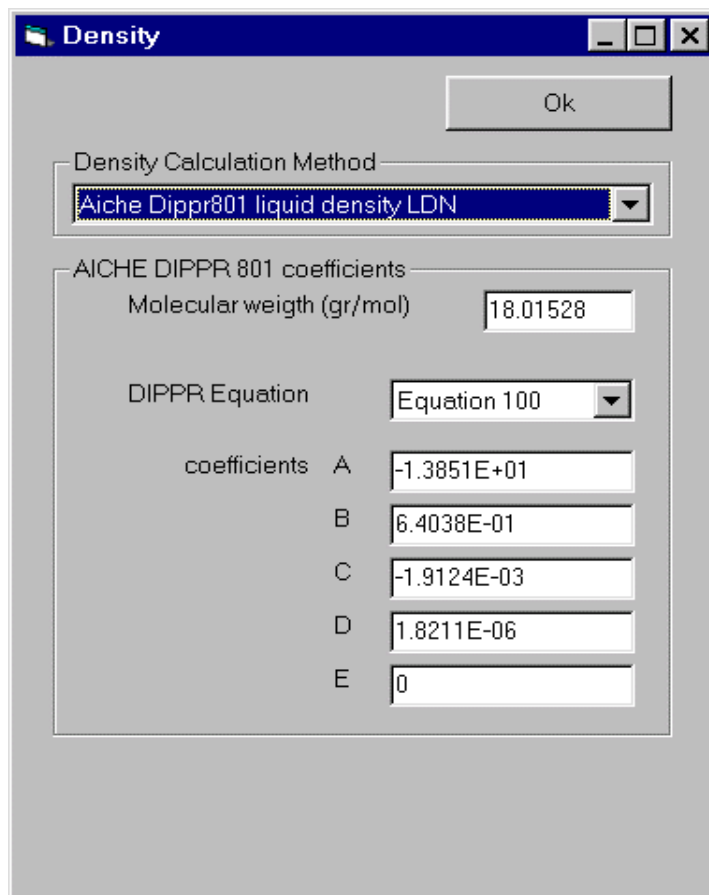 Density
Ok
Density Calculation Method
Aiche Dippr801 liquid density LDN
AICHE DIPPR 801 coefficients
Molecular weigth (gr/mol) 18.01528
DIPPR Equation Equation 100
coefficients A -1.3851E+01
B 6.4038E-01
C -1.9124E-03
D 1.8211E-06
E 0